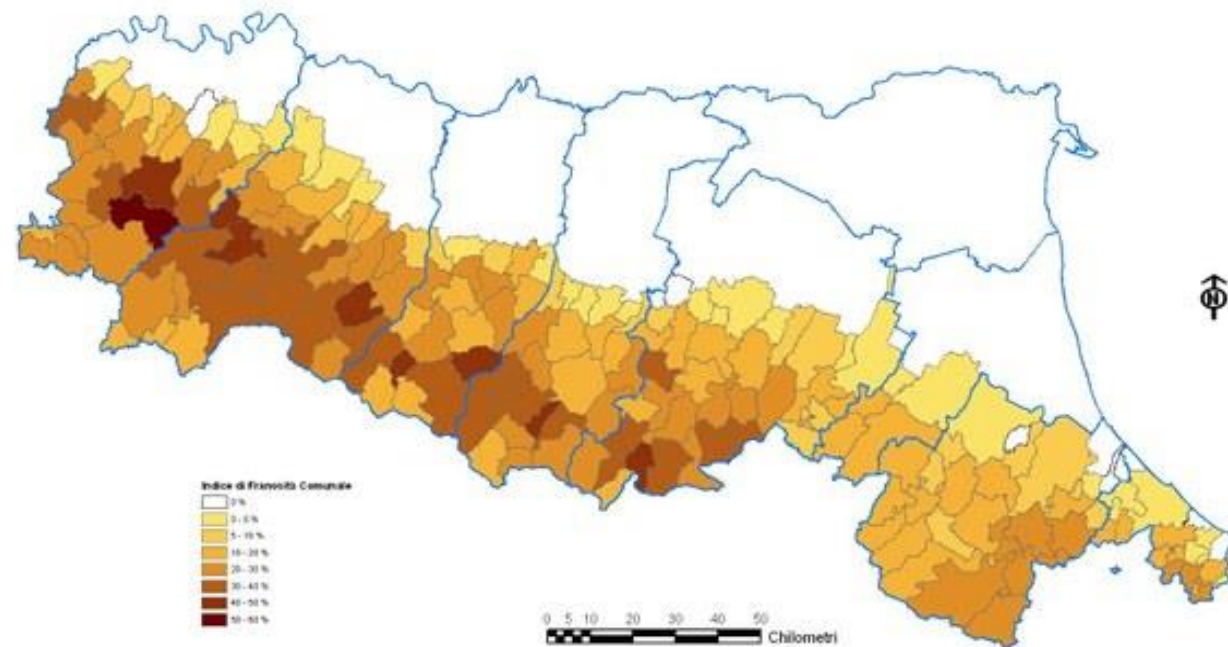 N
Indice di Franosità Comunale
0 %
0 - 5 %
5 - 10 %
10 - 20 %
20 - 30 %
30 - 40 %
40 - 50 %
50 - 60 %
0 5 10 20 30 40 50
Chilometri